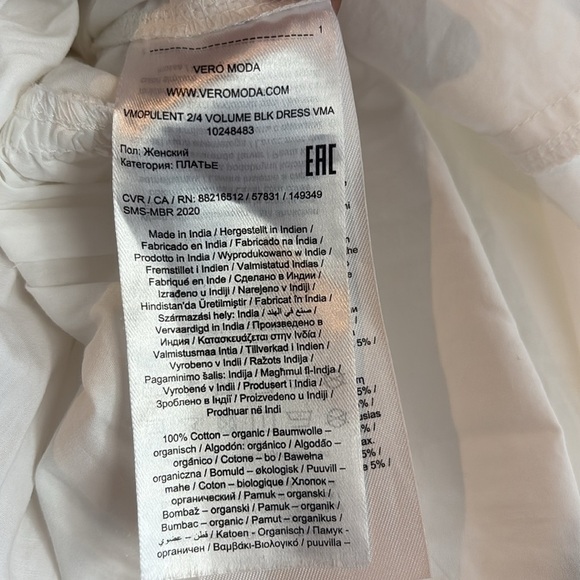 1
VERO MODA
WWW.VEROMODA.COM
VMOPULENT 2/4 VOLUME BLK DRESS VMA
10248483
Пол: Женский
Категория: ПЛАТЬЕ
EAC
CVR / CA / RN: 88216512 / 57831 / 149349
SMS-MBR 2020
Made in India / Hergestellt in Indien /
Fabricado en India / Fabricado na Índia /
Prodotto in India / Wyprodukowano w Indie /
Fremstillet i Indien / Valmistustud Indias /
Fabriqué en Inde / Сделано в Индии /
Izrađeno u Indiji / Narejeno v Indiji /
Hindistan'da Üretilmiştir / Fabricat în India /
Származási hely: India / صنع في الهند /
Vervaardigd in India / Произведено в
Индия / Κατασκευάζεται στην Ινδία /
Valmistusmaa Intia / Tillverkad i Indien /
Vyrobeno v Indii / Ražots Indijā /
Pagaminimo šalis: Indija / Maghmul fl-Indja /
Vyrobené v Indii / Produsert i India /
Зроблено в Індії / Proizvedeno u Indiji /
Prodhuar në Indi
100% Cotton – organic / Baumwolle –
organisch / Algodón: orgánico / Algodão –
orgânico / Cotone - bo / Bawełna
organiczna / Bomuld – økologisk / Puuvill -
mahe / Coton - biologique / Хлопок –
органический / Pamuk – organski /
Bombaž – organski / Pamuk – organik /
Bumbac – organic / Pamut – organikus /
قطن – عضوي / Katoen - Organisch / Памук -
органичен / Βαμβάκι-Βιολογικό / puuvilla –
5% /
5% /
5% /